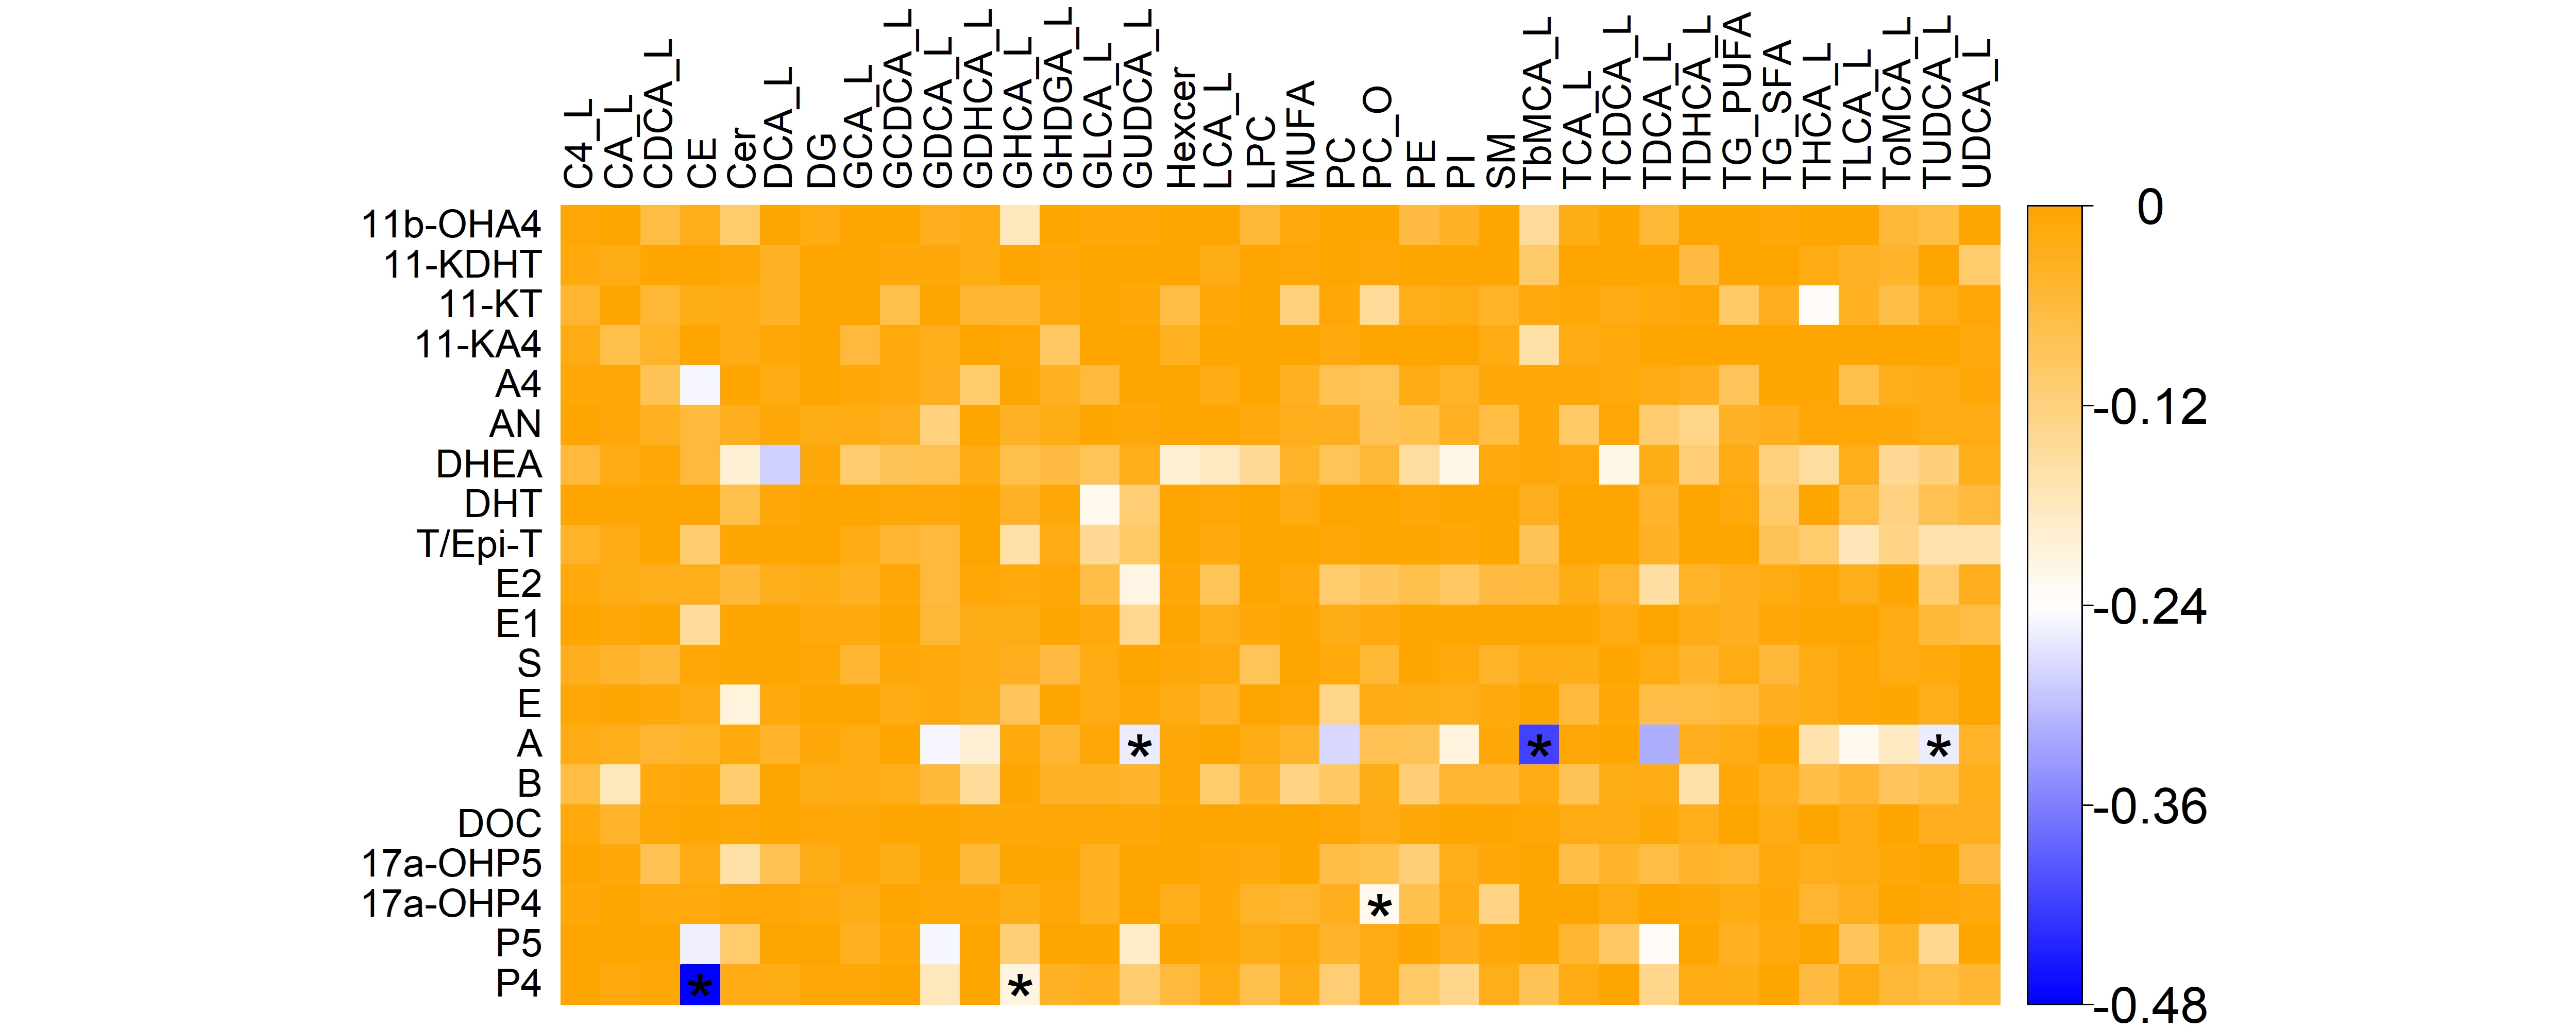 C4_L
CA_L
CDCA_L
CE
Cer
DCA_L
DG
GCA_L
GCDCA_L
GDCA_L
GDHCA_L
GHCA_L
GHDGA_L
GLCA_L
GUDCA_L
Hexcer
LCA_L
LPC
MUFA
PC
PC_O
PE
PI
SM
TbMCA_L
TCA_L
TCDCA_L
TDCA_L
TDHCA_L
TG_PUFA
TG_SFA
THCA_L
TLCA_L
ToMCA_L
TUDCA_L
UDCA_L
11b-OHA4
11-KDHT
11-KT
11-KA4
A4
AN
DHEA
DHT
T/Epi-T
E2
E1
S
E
A
* * *
B
DOC
17a-OHP5
17a-OHP4
*
P5
P4
* *
0
-0.12
-0.24
-0.36
-0.48